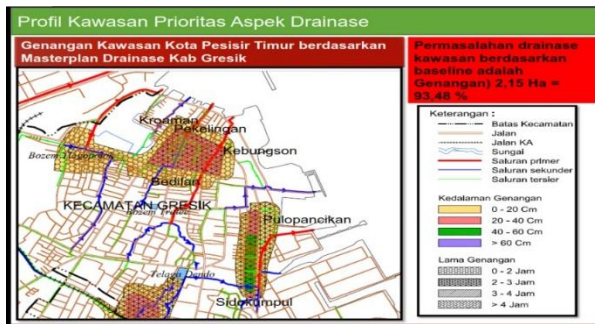 Profil Kawasan Prioritas Aspek Drainase
Genangan Kawasan Kota Pesisir Timur berdasarkan
Masterplan Drainase Kab Gresik
Permasalahan drainase
kawasan berdasarkan
baseline adalah
Genangan) 2,15 Ha =
93,48 %
Kroaman
Pekelingan
Kebungson
Bedilan
KECAMATAN GRESIK
Pulopancikan
Telaga Dendo
Sidokumpul
Keterangan :
Batas Kecamatan
Jalan
Jalan KA
Sungai
Saluran primer
Saluran sekunder
Saluran tersier
Kedalaman Genangan
0 - 20 Cm
20 - 40 Cm
40 - 60 Cm
> 60 Cm
Lama Genangan
0 - 2 Jam
2 - 3 Jam
3 - 4 Jam
> 4 Jam